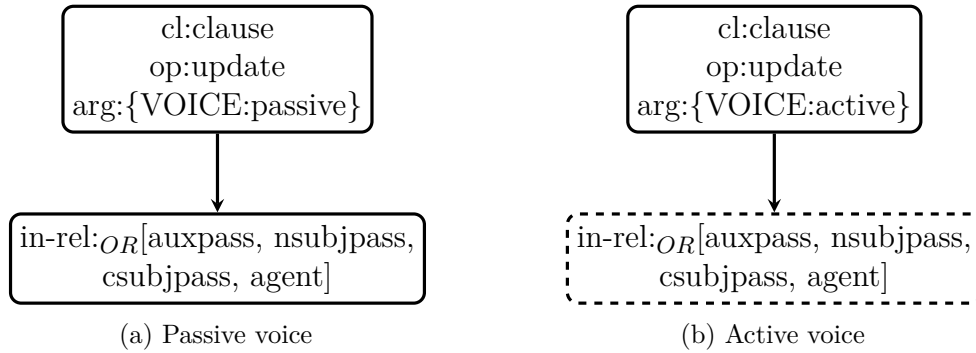 cl:clause
op:update
arg:{VOICE:passive}
in-rel:OR[auxpass, nsubjpass,
csubjpass, agent]
(a) Passive voice
cl:clause
op:update
arg:{VOICE:active}
in-rel:OR[auxpass, nsubjpass,
csubjpass, agent]
(b) Active voice